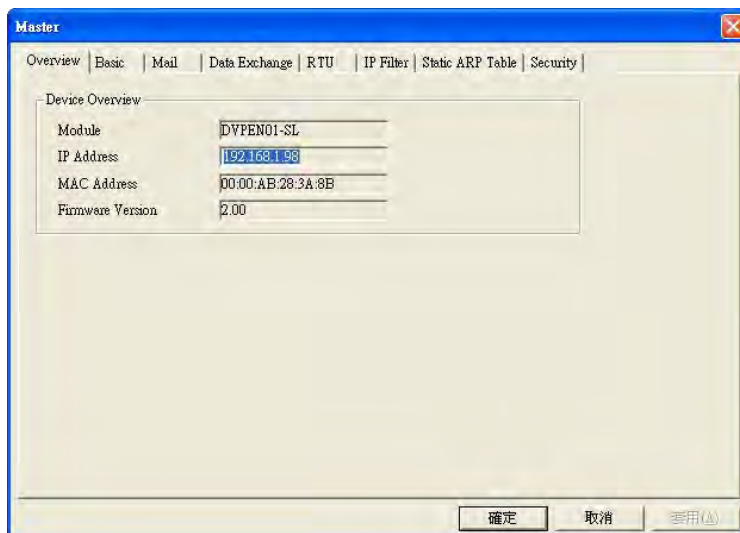 Master
Overview Basic Mail Data Exchange RTU IP Filter Static ARP Table Security
Device Overview
Module DVPEN01-SL
IP Address 192.168.1.98
MAC Address 00:00:AB:28:3A:8B
Firmware Version 2.00
確定 取消 套用(A)